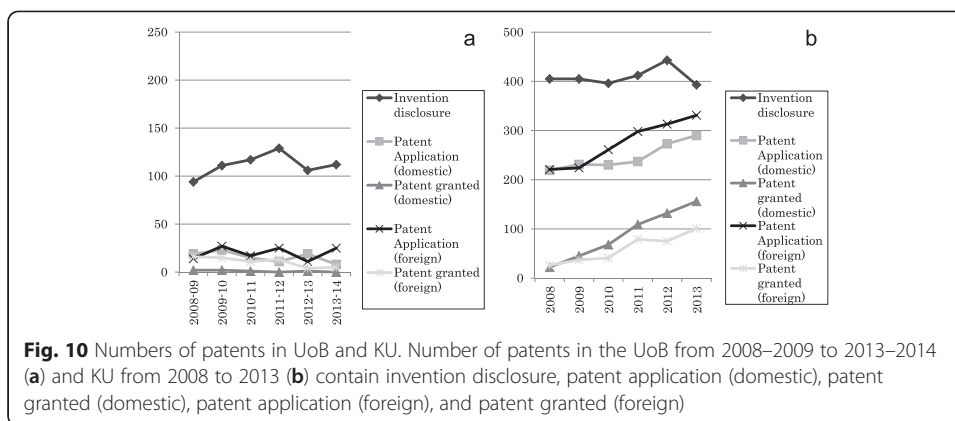 a
250
200
150
100
50
0
2008-09
2009-10
2010-11
2011-12
2012-13
2013-14
Invention
disclosure
Patent
Application
(domestic)
Patent granted
(domestic)
Patent
Application
(foreign)
Patent granted
(foreign)
b
500
400
300
200
100
0
2008
2009
2010
2011
2012
2013
Invention
disclosure
Patent
Application
(domestic)
Patent
granted
(domestic)
Patent
Application
(foreign)
Patent
granted
(foreign)
Fig. 10 Numbers of patents in UoB and KU. Number of patents in the UoB from 2008–2009 to 2013–2014
(a) and KU from 2008 to 2013 (b) contain invention disclosure, patent application (domestic), patent
granted (domestic), patent application (foreign), and patent granted (foreign)